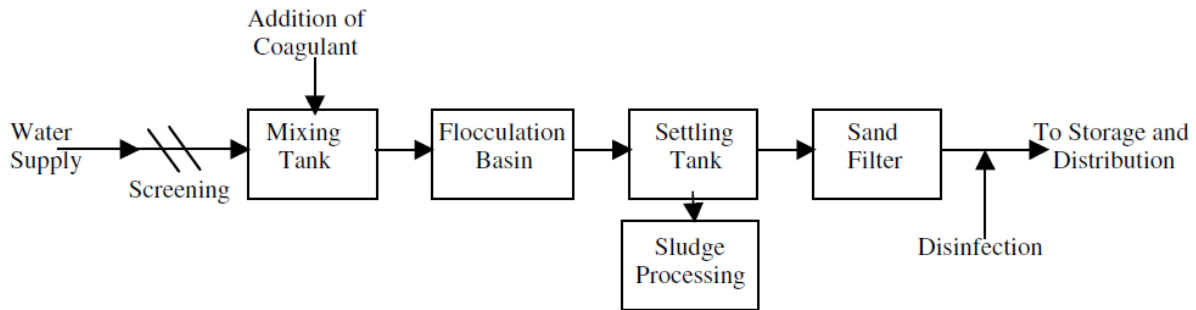 Addition of
Coagulant
Water
Supply
Screening
Mixing
Tank
Flocculation
Basin
Settling
Tank
Sludge
Processing
Sand
Filter
Disinfection
To Storage and
Distribution